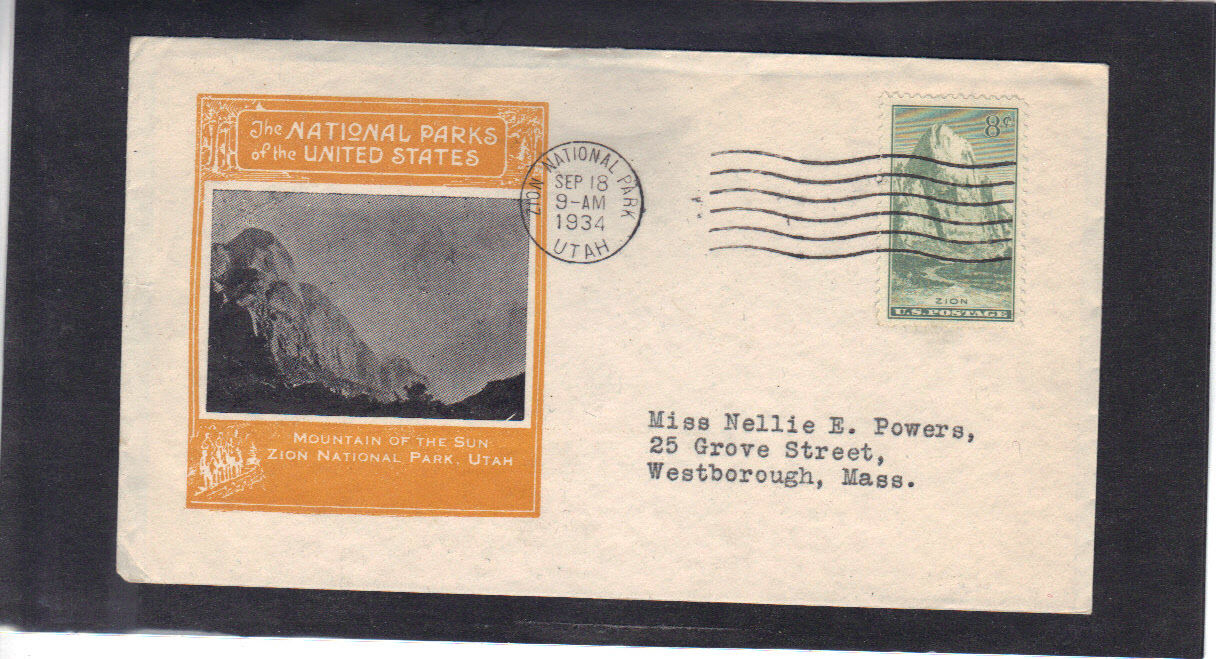 The NATIONAL PARKS
of the UNITED STATES
MOUNTAIN OF THE SUN
ZION NATIONAL PARK, UTAH
ZION NATIONAL PARK
SEP 18
9-AM
1934
UTAH
8¢
ZION
U.S. POSTAGE
Miss Nellie E. Powers,
25 Grove Street,
Westborough, Mass.